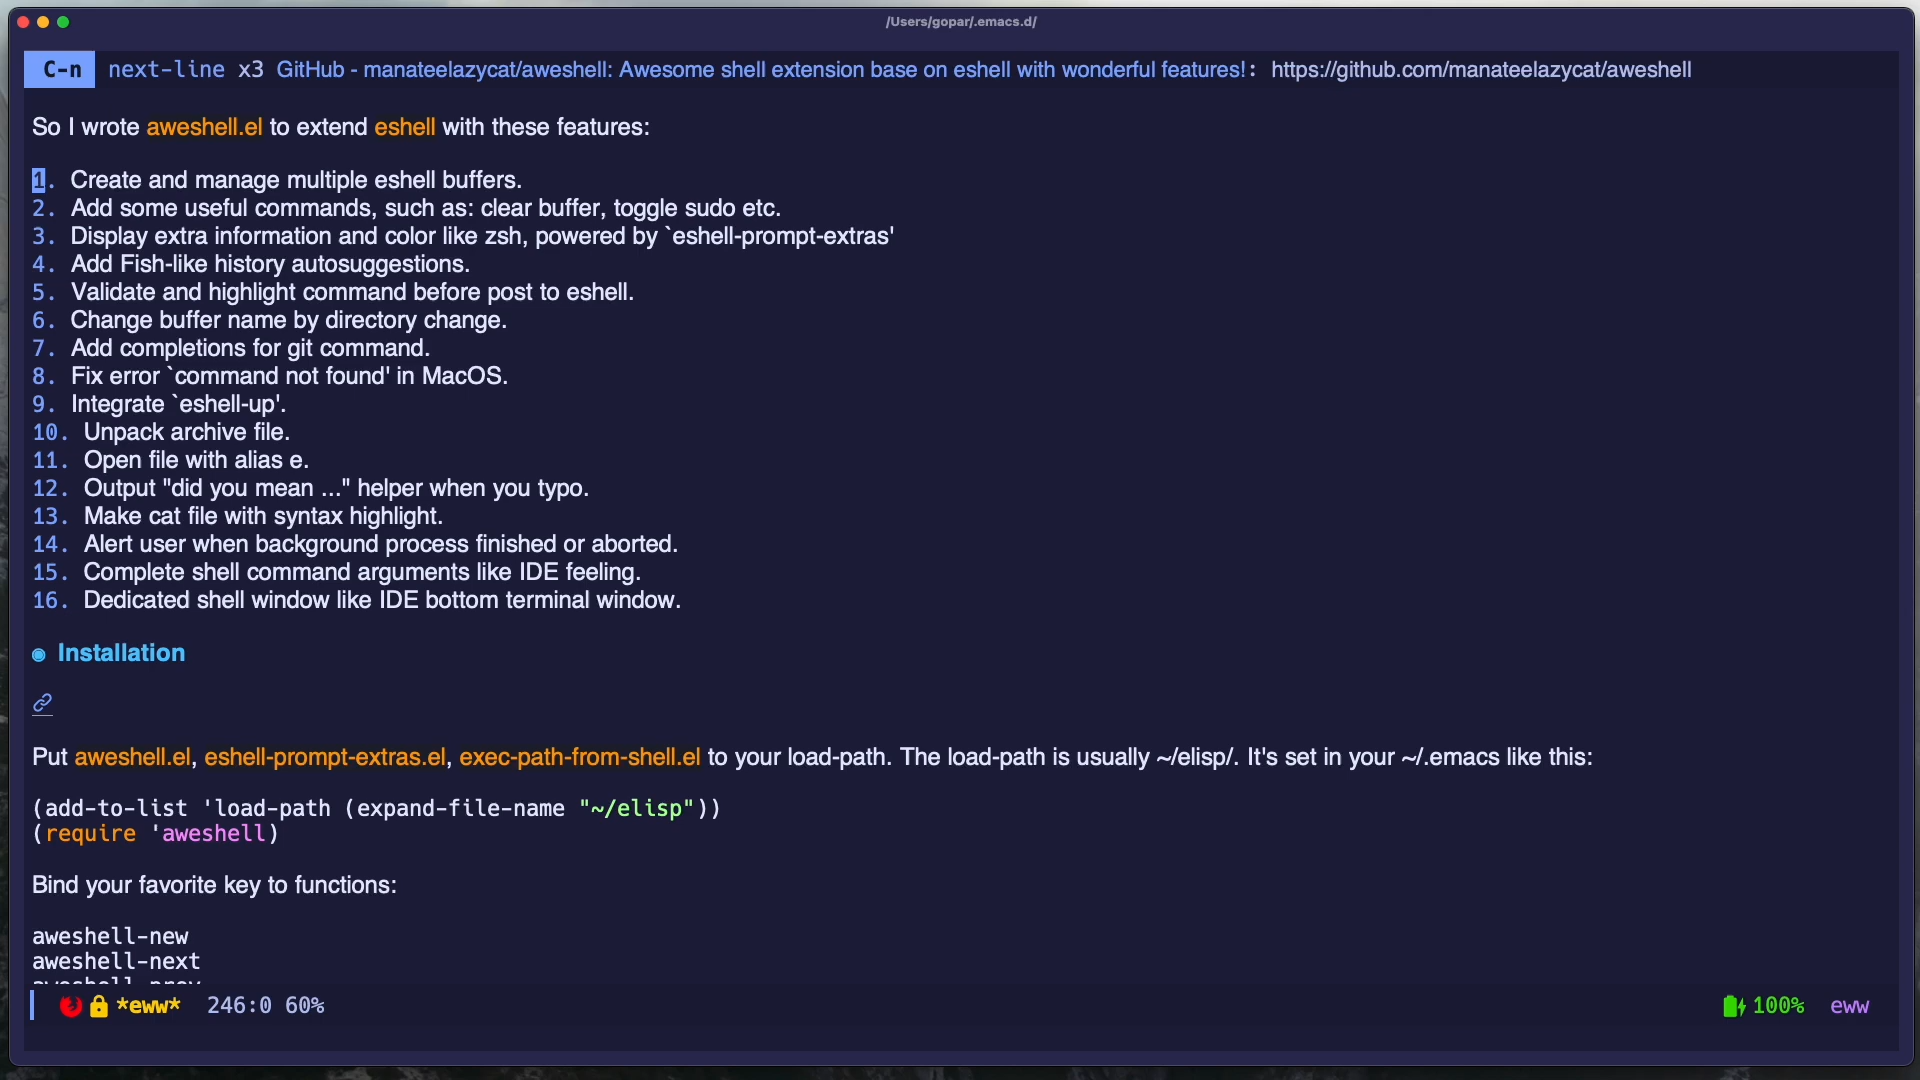 /Users/gopar/.emacs.d/
C-n next-line x3 GitHub - manateelazycat/aweshell: Awesome shell extension base on eshell with wonderful features!: https://github.com/manateelazycat/aweshell
So I wrote aweshell.el to extend eshell with these features:
1. Create and manage multiple eshell buffers.
2. Add some useful commands, such as: clear buffer, toggle sudo etc.
3. Display extra information and color like zsh, powered by `eshell-prompt-extras'
4. Add Fish-like history autosuggestions.
5. Validate and highlight command before post to eshell.
6. Change buffer name by directory change.
7. Add completions for git command.
8. Fix error `command not found' in MacOS.
9. Integrate `eshell-up'.
10. Unpack archive file.
11. Open file with alias e.
12. Output "did you mean ..." helper when you typo.
13. Make cat file with syntax highlight.
14. Alert user when background process finished or aborted.
15. Complete shell command arguments like IDE feeling.
16. Dedicated shell window like IDE bottom terminal window.
◉ Installation
Put aweshell.el, eshell-prompt-extras.el, exec-path-from-shell.el to your load-path. The load-path is usually ~/elisp/. It's set in your ~/.emacs like this:
(add-to-list 'load-path (expand-file-name "~/elisp"))
(require 'aweshell)
Bind your favorite key to functions:
aweshell-new
aweshell-next
aweshell-prev
*eww* 246:0 60% 100% eww